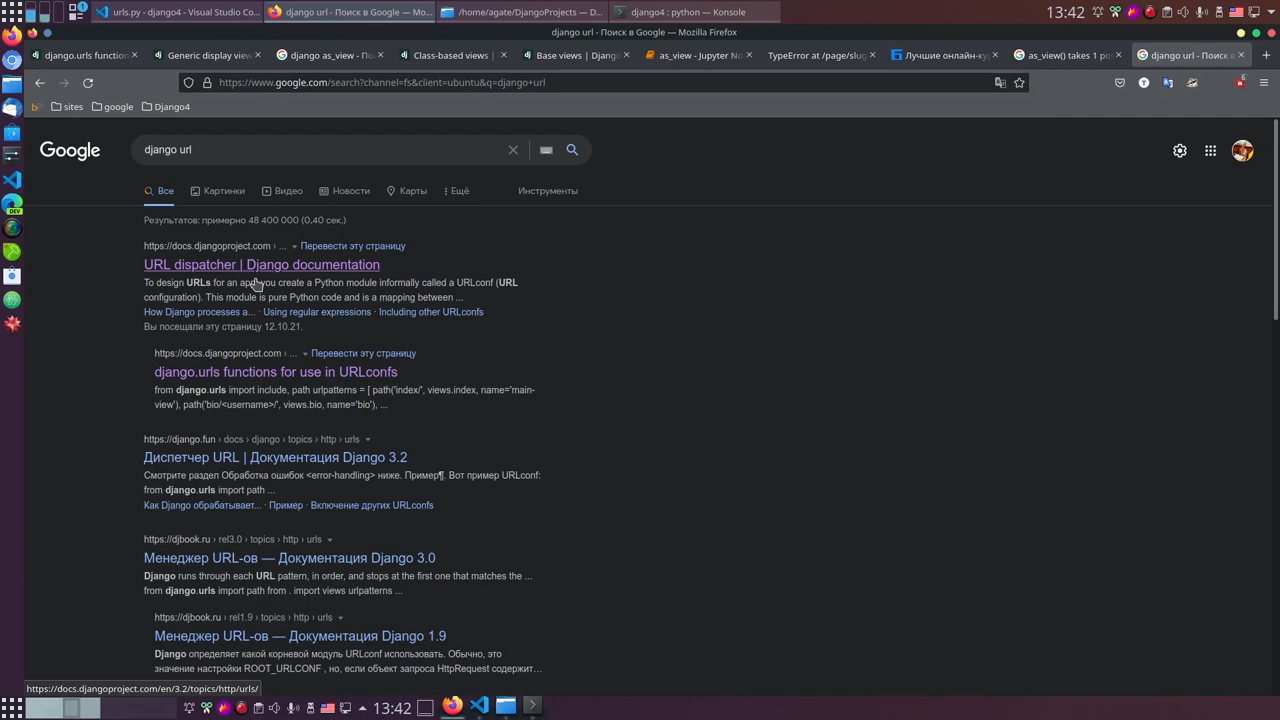 urls.py - django4 - Visual Studio Co...
django url - Поиск в Google — Mo...
/home/agate/DjangoProjects — D...
django4 : python — Konsole
13:42
django url - Поиск в Google — Mozilla Firefox
django.urls function
Generic display view
django as_view - По
Class-based views |
Base views | Djang
as_view - Jupyter No
TypeError at /page/slug
Лучшие онлайн-ку
as_view() takes 1 po
django url - Поиск в
https://www.google.com/search?channel=fs&client=ubuntu&q=django+url
6
sites
google
Django4
Google
django url
Все
Картинки
Видео
Новости
Карты
Ещё
Инструменты
Результатов: примерно 48 400 000 (0,40 сек.)
https://docs.djangoproject.com › ... Перевести эту страницу
URL dispatcher | Django documentation
To design URLs for an app, you create a Python module informally called a URLconf (URL
configuration). This module is pure Python code and is a mapping between ...
How Django processes a... · Using regular expressions · Including other URLconfs
Вы посещали эту страницу 12.10.21.
https://docs.djangoproject.com › ... Перевести эту страницу
django.urls functions for use in URLconfs
from django.urls import include, path urlpatterns = [ path('index/', views.index, name='main-
view'), path('bio/<username>/', views.bio, name='bio'), ...
https://django.fun › docs › django › topics › http › urls
Диспетчер URL | Документация Django 3.2
Смотрите раздел Обработка ошибок <error-handling> ниже. Пример¶. Вот пример URLconf:
from django.urls import path ...
Как Django обрабатывает... · Пример · Включение других URLconfs
https://djbook.ru › rel3.0 › topics › http › urls
Менеджер URL-ов — Документация Django 3.0
Django runs through each URL pattern, in order, and stops at the first one that matches the ...
from django.urls import path from . import views urlpatterns ...
https://djbook.ru › rel1.9 › topics › http › urls
Менеджер URL-ов — Документация Django 1.9
Django определяет какой корневой модуль URLconf использовать. Обычно, это
значение настройки ROOT_URLCONF , но, если объект запроса HttpRequest содержит...
https://docs.djangoproject.com/en/3.2/topics/http/urls/
13:42
DEV